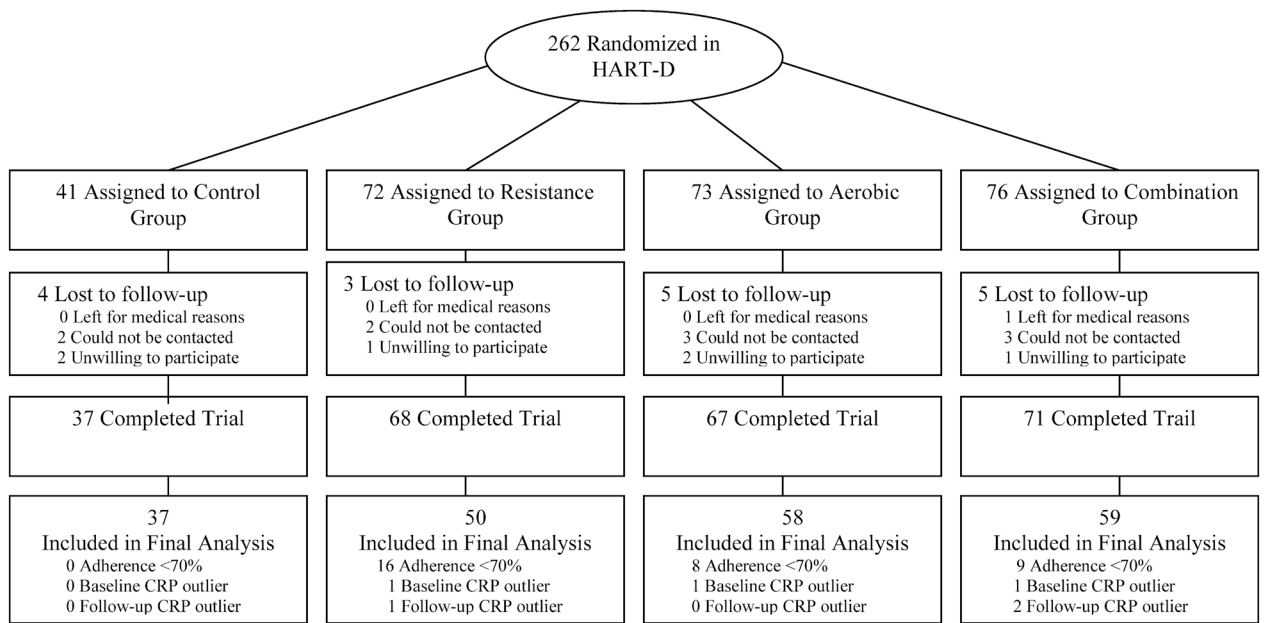 262 Randomized in
HART-D
41 Assigned to Control
Group
72 Assigned to Resistance
Group
73 Assigned to Aerobic
Group
76 Assigned to Combination
Group
4 Lost to follow-up
0 Left for medical reasons
2 Could not be contacted
2 Unwilling to participate
3 Lost to follow-up
0 Left for medical reasons
2 Could not be contacted
1 Unwilling to participate
5 Lost to follow-up
0 Left for medical reasons
3 Could not be contacted
2 Unwilling to participate
5 Lost to follow-up
1 Left for medical reasons
3 Could not be contacted
1 Unwilling to participate
37 Completed Trial
68 Completed Trial
67 Completed Trial
71 Completed Trail
37
Included in Final Analysis
0 Adherence <70%
0 Baseline CRP outlier
0 Follow-up CRP outlier
50
Included in Final Analysis
16 Adherence <70%
1 Baseline CRP outlier
1 Follow-up CRP outlier
58
Included in Final Analysis
8 Adherence <70%
1 Baseline CRP outlier
0 Follow-up CRP outlier
59
Included in Final Analysis
9 Adherence <70%
1 Baseline CRP outlier
2 Follow-up CRP outlier